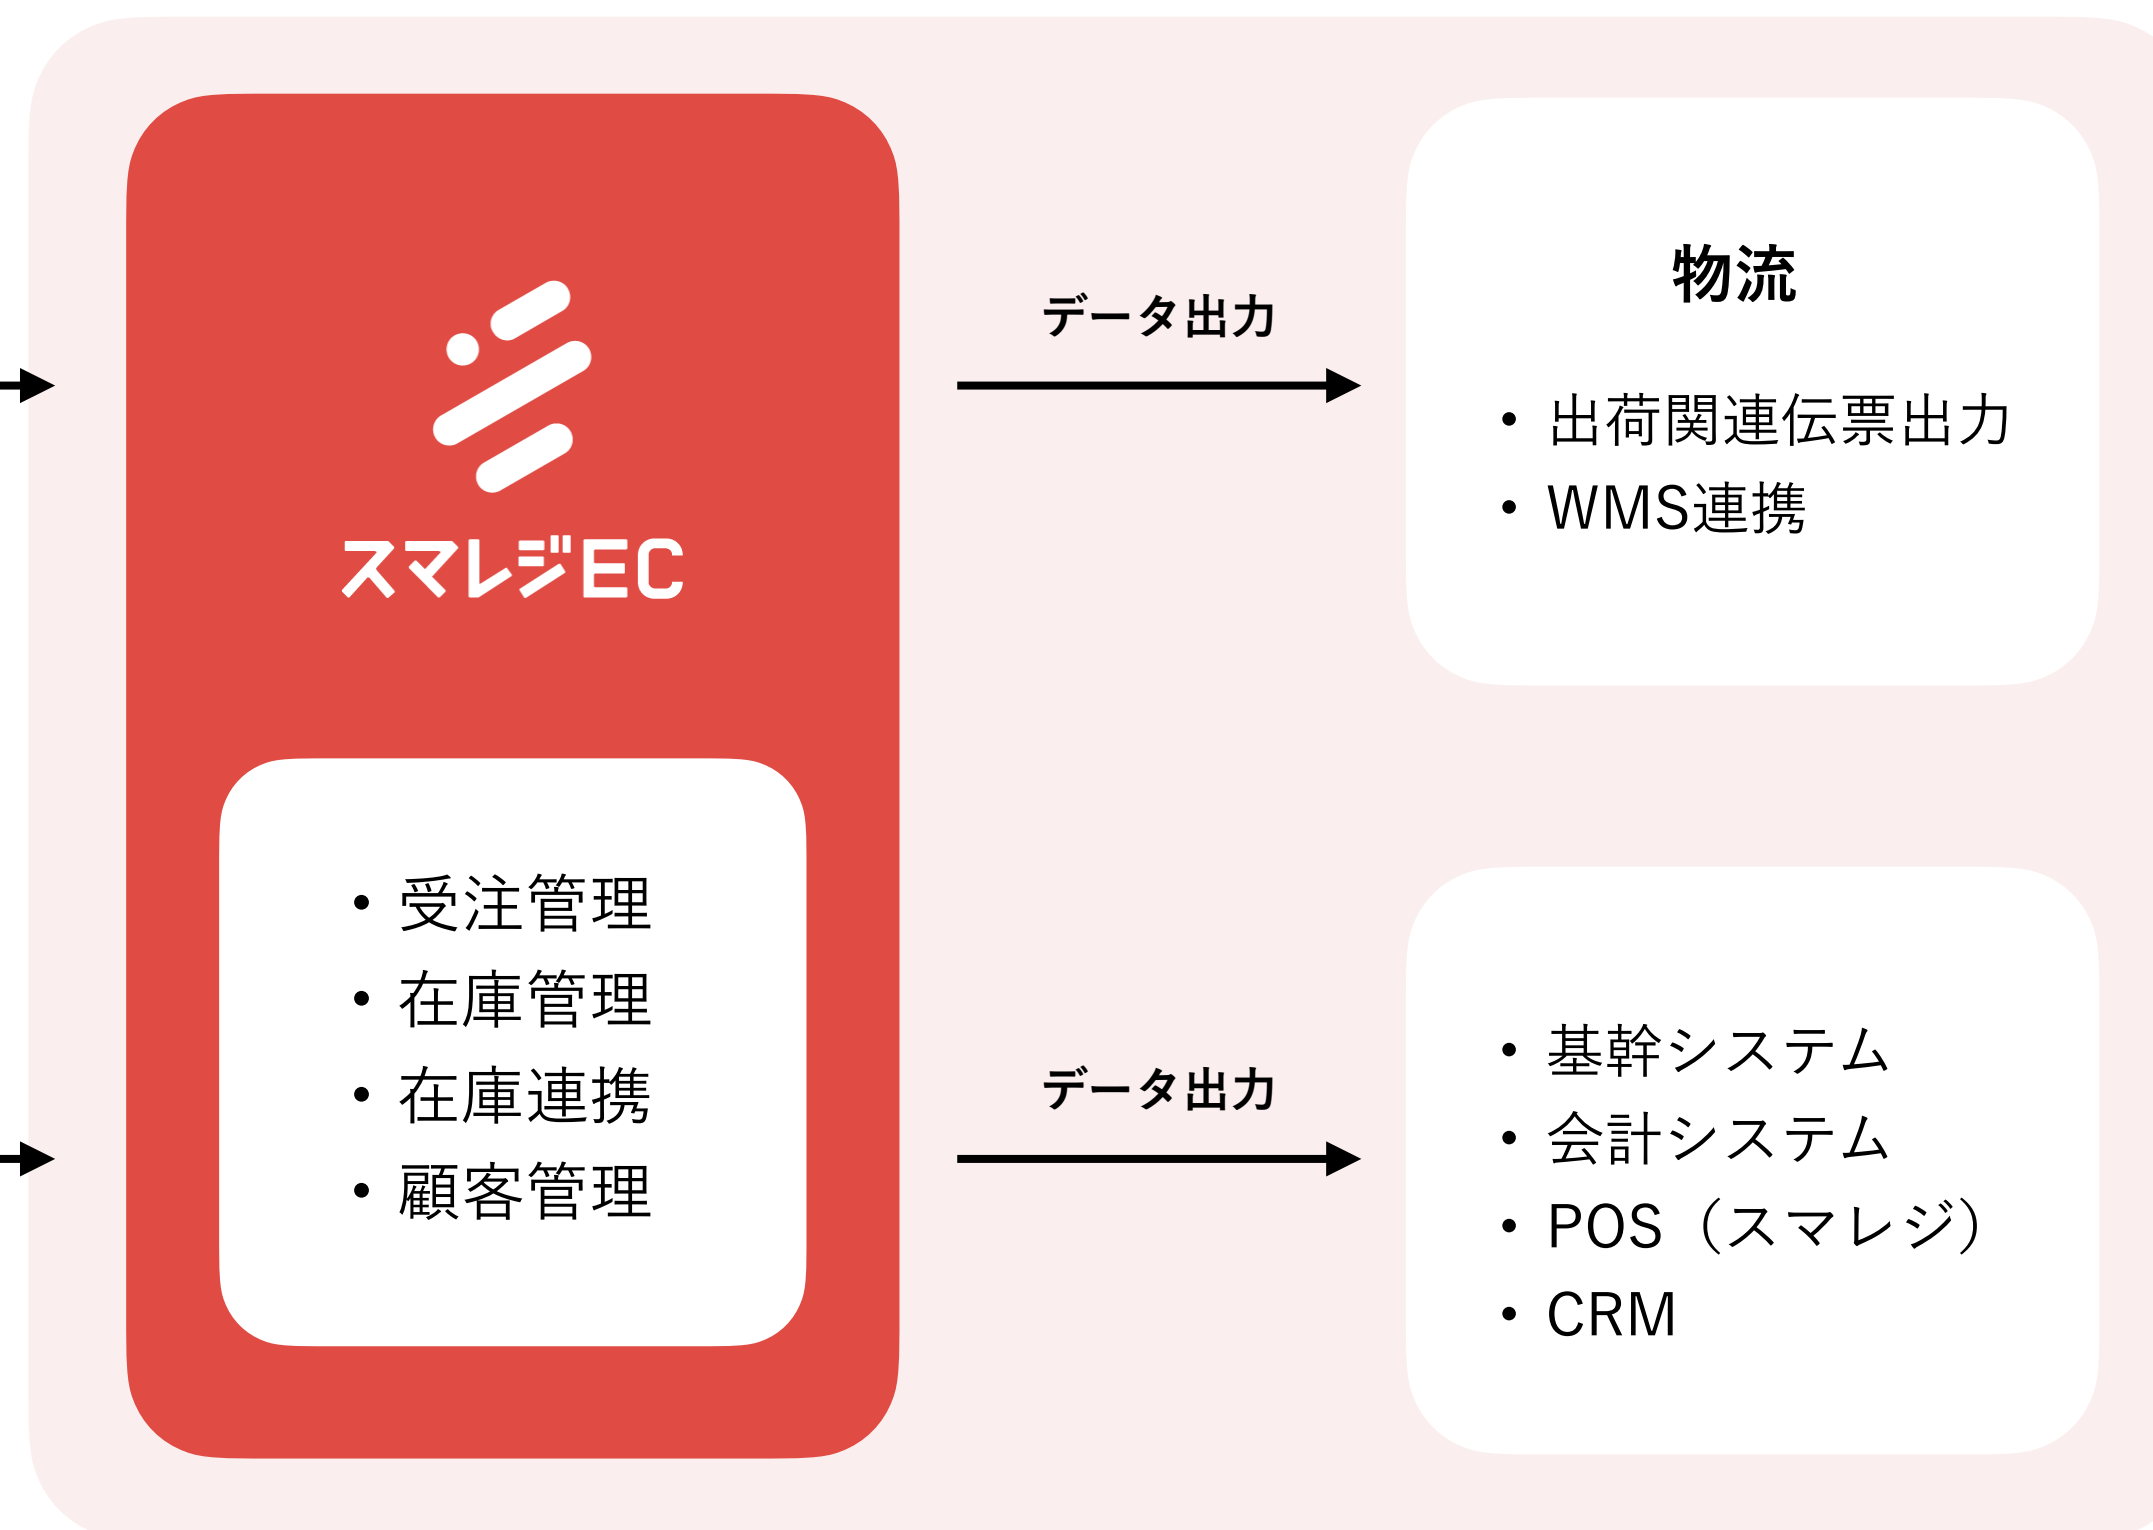 スマレジEC
・受注管理
・在庫管理
・在庫連携
・顧客管理
データ出力
物流
・出荷関連伝票出力
・WMS連携
データ出力
・基幹システム
・会計システム
・POS（スマレジ）
・CRM